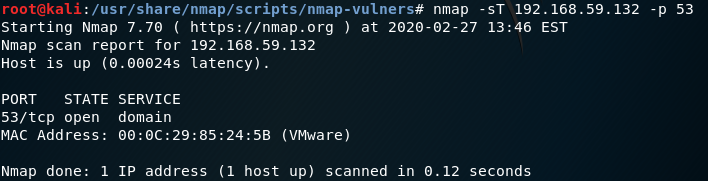 root@kali:/usr/share/nmap/scripts/nmap-vulners# nmap -sT 192.168.59.132 -p 53
Starting Nmap 7.70 ( https://nmap.org ) at 2020-02-27 13:46 EST
Nmap scan report for 192.168.59.132
Host is up (0.00024s latency).
PORT   STATE SERVICE
53/tcp open  domain
MAC Address: 00:0C:29:85:24:5B (VMware)
Nmap done: 1 IP address (1 host up) scanned in 0.12 seconds